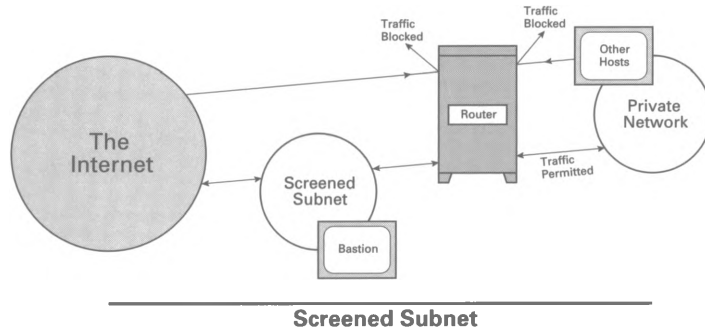 Traffic
Blocked
Traffic
Blocked
Other
Hosts
The
Internet
Router
Private
Network
Screened
Subnet
Traffic
Permitted
Bastion
Screened Subnet